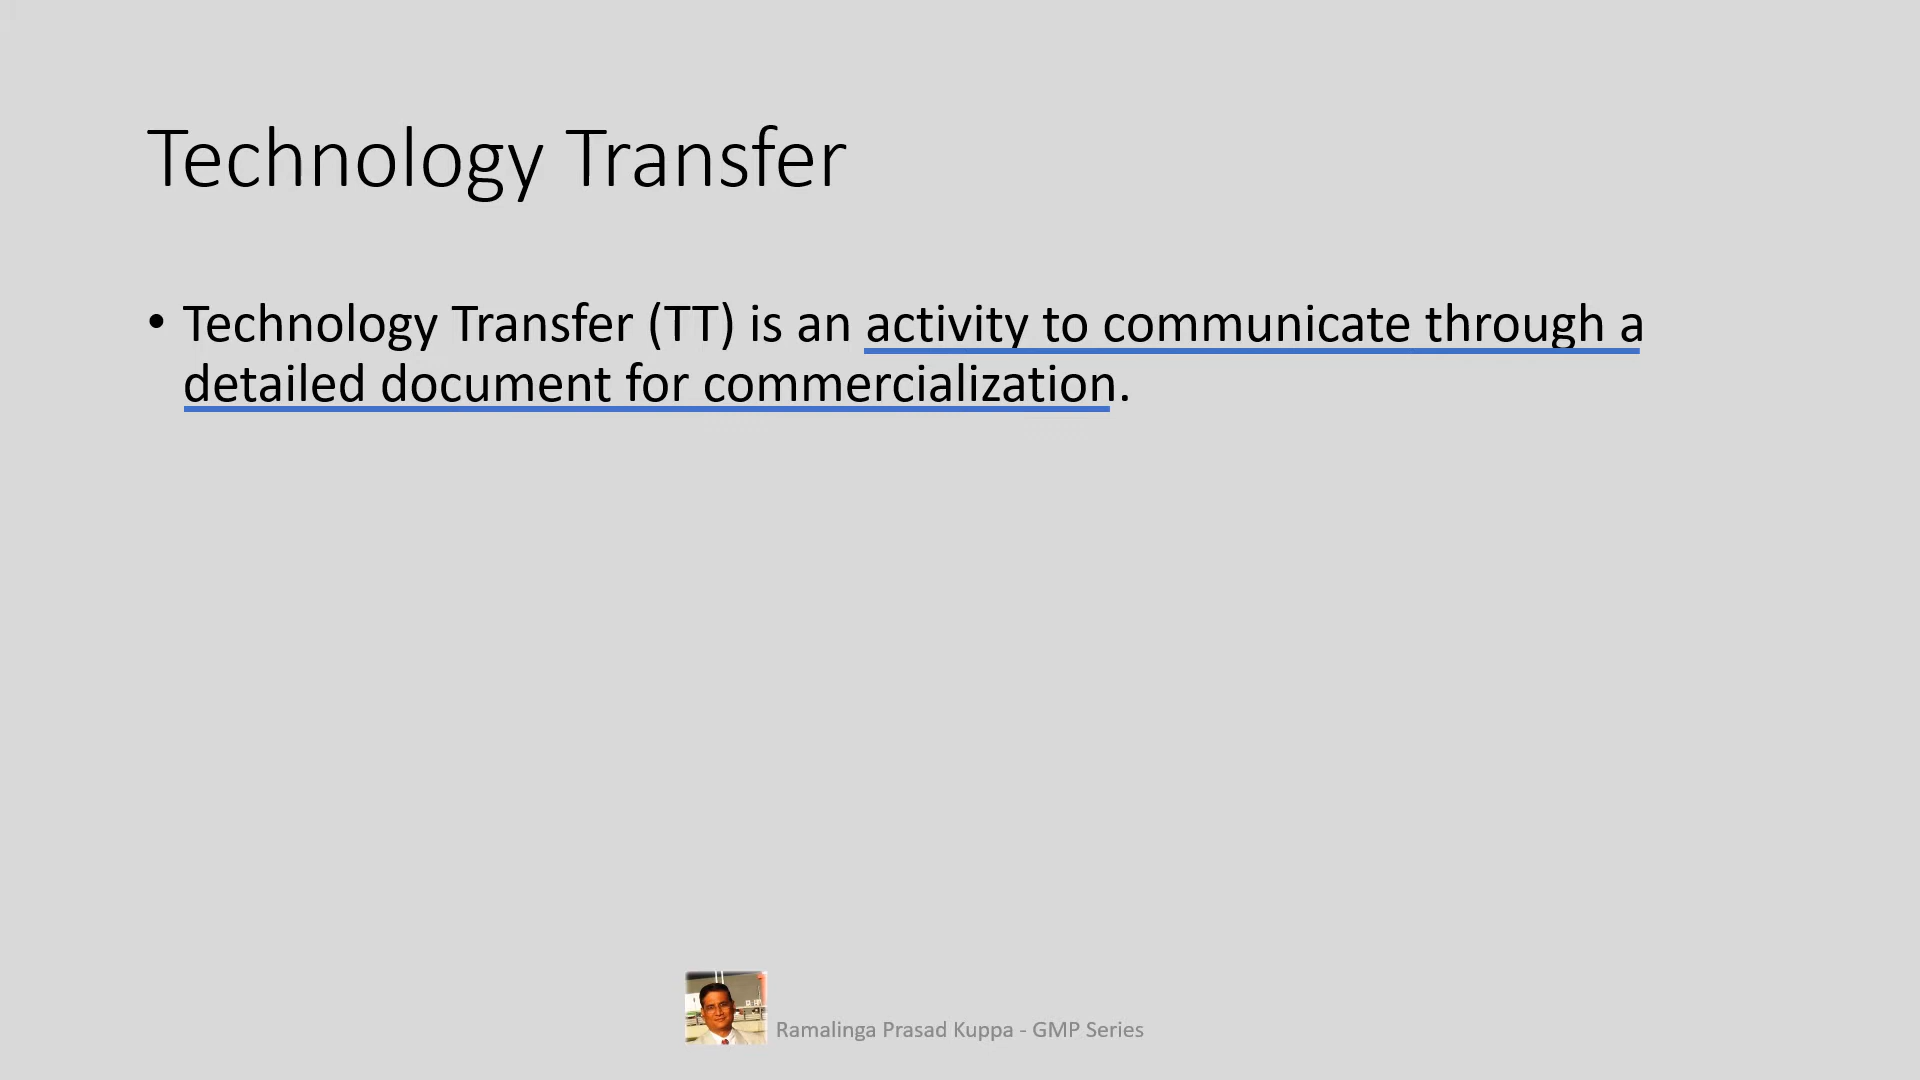 Technology Transfer
• Technology Transfer (TT) is an activity to communicate through a
detailed document for commercialization.
Ramalinga Prasad Kuppa - GMP Series